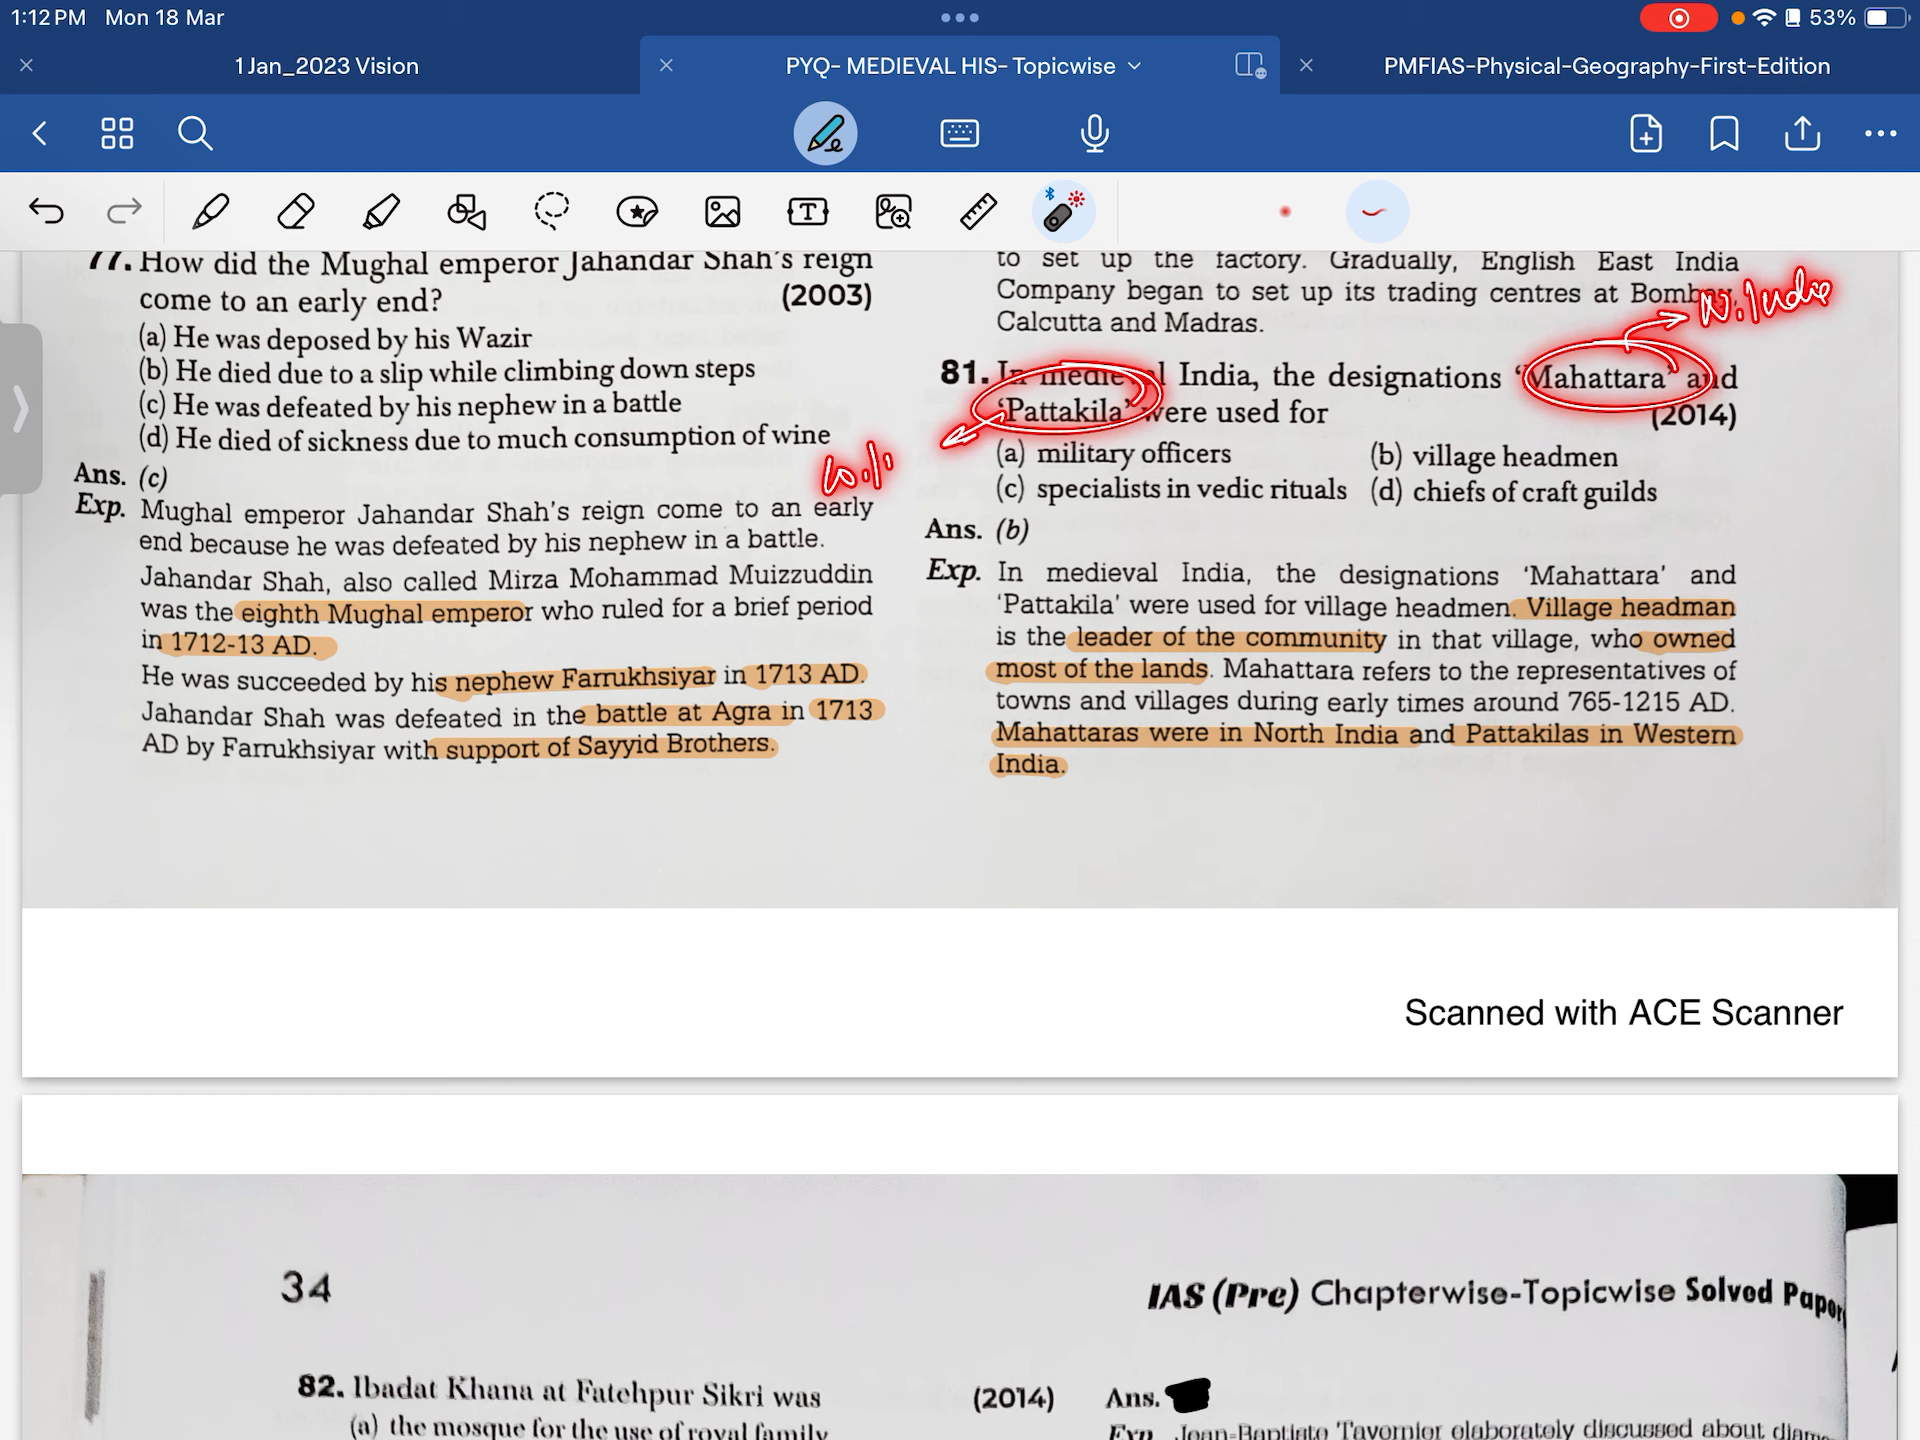 1:12 PM Mon 18 Mar
53%
1Jan_2023 Vision
PYQ- MEDIEVAL HIS- Topicwise
PMFIAS-Physical-Geography-First-Edition
77. How did the Mughal emperor Jahandar Shah's reign
come to an early end? (2003)
(a) He was deposed by his Wazir
(b) He died due to a slip while climbing down steps
(c) He was defeated by his nephew in a battle
(d) He died of sickness due to much consumption of wine
Ans. (c)
Exp. Mughal emperor Jahandar Shah's reign come to an early
end because he was defeated by his nephew in a battle.
Jahandar Shah, also called Mirza Mohammad Muizzuddin
was the eighth Mughal emperor who ruled for a brief period
in 1712-13 AD.
He was succeeded by his nephew Farrukhsiyar in 1713 AD.
Jahandar Shah was defeated in the battle at Agra in 1713
AD by Farrukhsiyar with support of Sayyid Brothers.
to set up the factory. Gradually, English East India
Company began to set up its trading centres at Bombay,
Calcutta and Madras.
N. India
81. In medieval India, the designations 'Mahattara' and
'Pattakila' were used for (2014)
W.I.
(a) military officers (b) village headmen
(c) specialists in vedic rituals (d) chiefs of craft guilds
Ans. (b)
Exp. In medieval India, the designations 'Mahattara' and
'Pattakila' were used for village headmen. Village headman
is the leader of the community in that village, who owned
most of the lands. Mahattara refers to the representatives of
towns and villages during early times around 765-1215 AD.
Mahattaras were in North India and Pattakilas in Western
India.
Scanned with ACE Scanner
34
IAS (Pre) Chapterwise-Topicwise Solved Paper
82. Ibadat Khana at Fatehpur Sikri was (2014)
(a) the mosque for the use of royal family
Ans.
Exp. Jean-Baptiste Tavernier elaborately discussed about